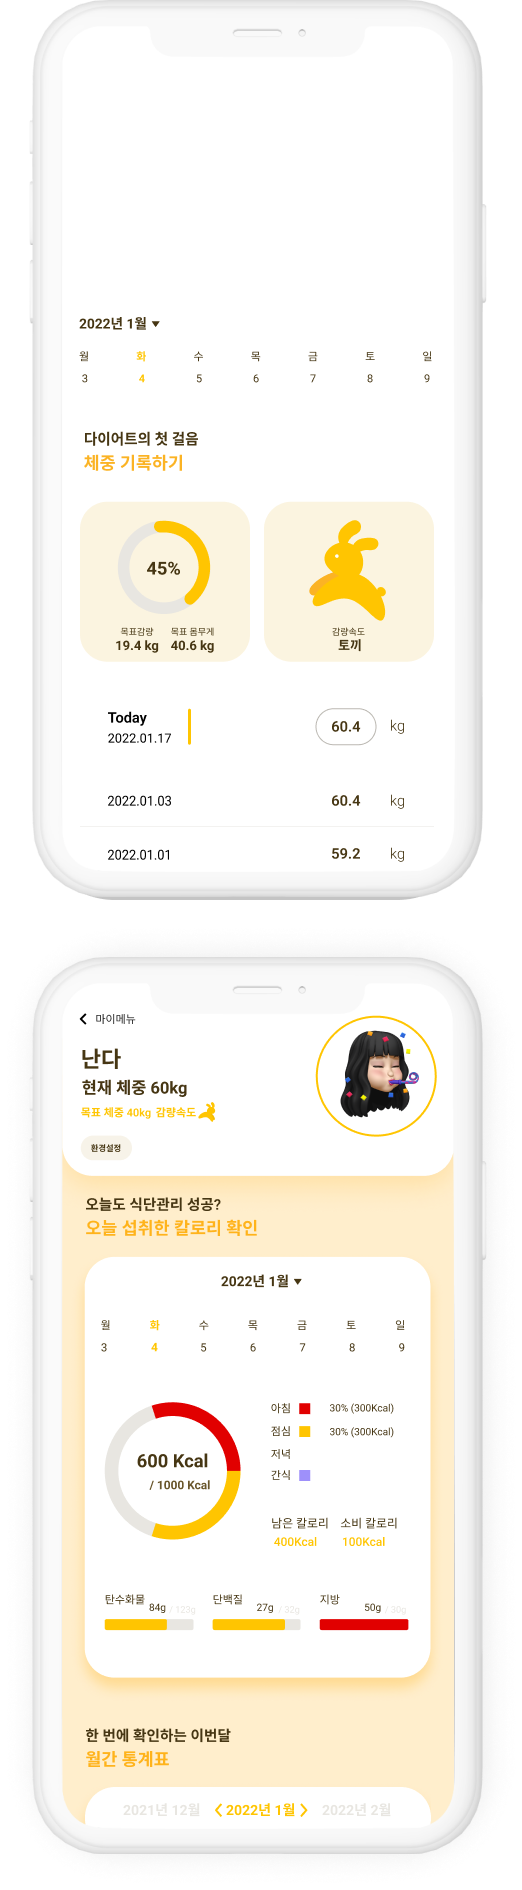 2022년 1월
월 화 수 목 금 토 일
3 4 5 6 7 8 9
다이어트의 첫 걸음
체중 기록하기
45%
목표감량 목표 몸무게
19.4 kg 40.6 kg
감량속도
토끼
Today
2022.01.17
60.4 kg
2022.01.03 60.4 kg
2022.01.01 59.2 kg
마이메뉴
난다
현재 체중 60kg
목표 체중 40kg 감량속도
환경설정
오늘도 식단관리 성공?
오늘 섭취한 칼로리 확인
2022년 1월
월 화 수 목 금 토 일
3 4 5 6 7 8 9
600 Kcal
/ 1000 Kcal
아침 30% (300Kcal)
점심 30% (300Kcal)
저녁
간식
남은 칼로리 소비 칼로리
400Kcal 100Kcal
탄수화물 84g / 123g
단백질 27g / 32g
지방 50g / 30g
한 번에 확인하는 이번달
월간 통계표
2021년 12월 2022년 1월 2022년 2월